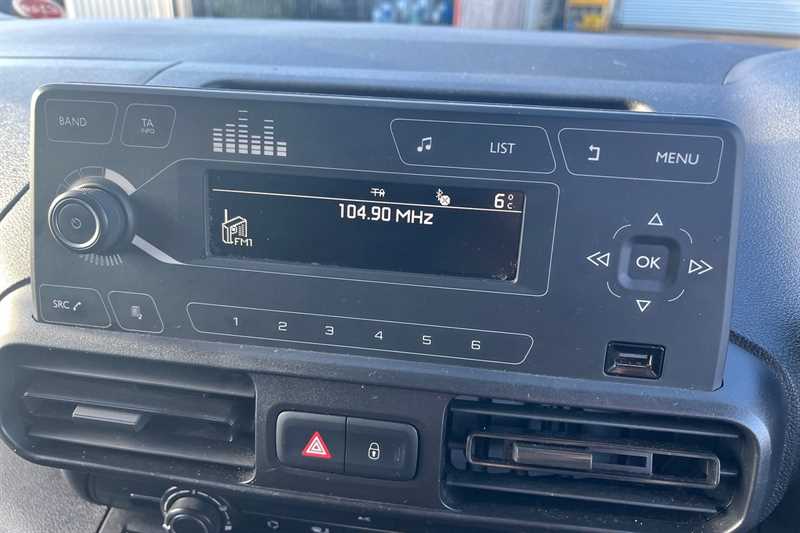 BAND
TA
INFO
LIST
MENU
TA
6°C
104.90 MHz
FM1
OK
SRC
1 2 3 4 5 6